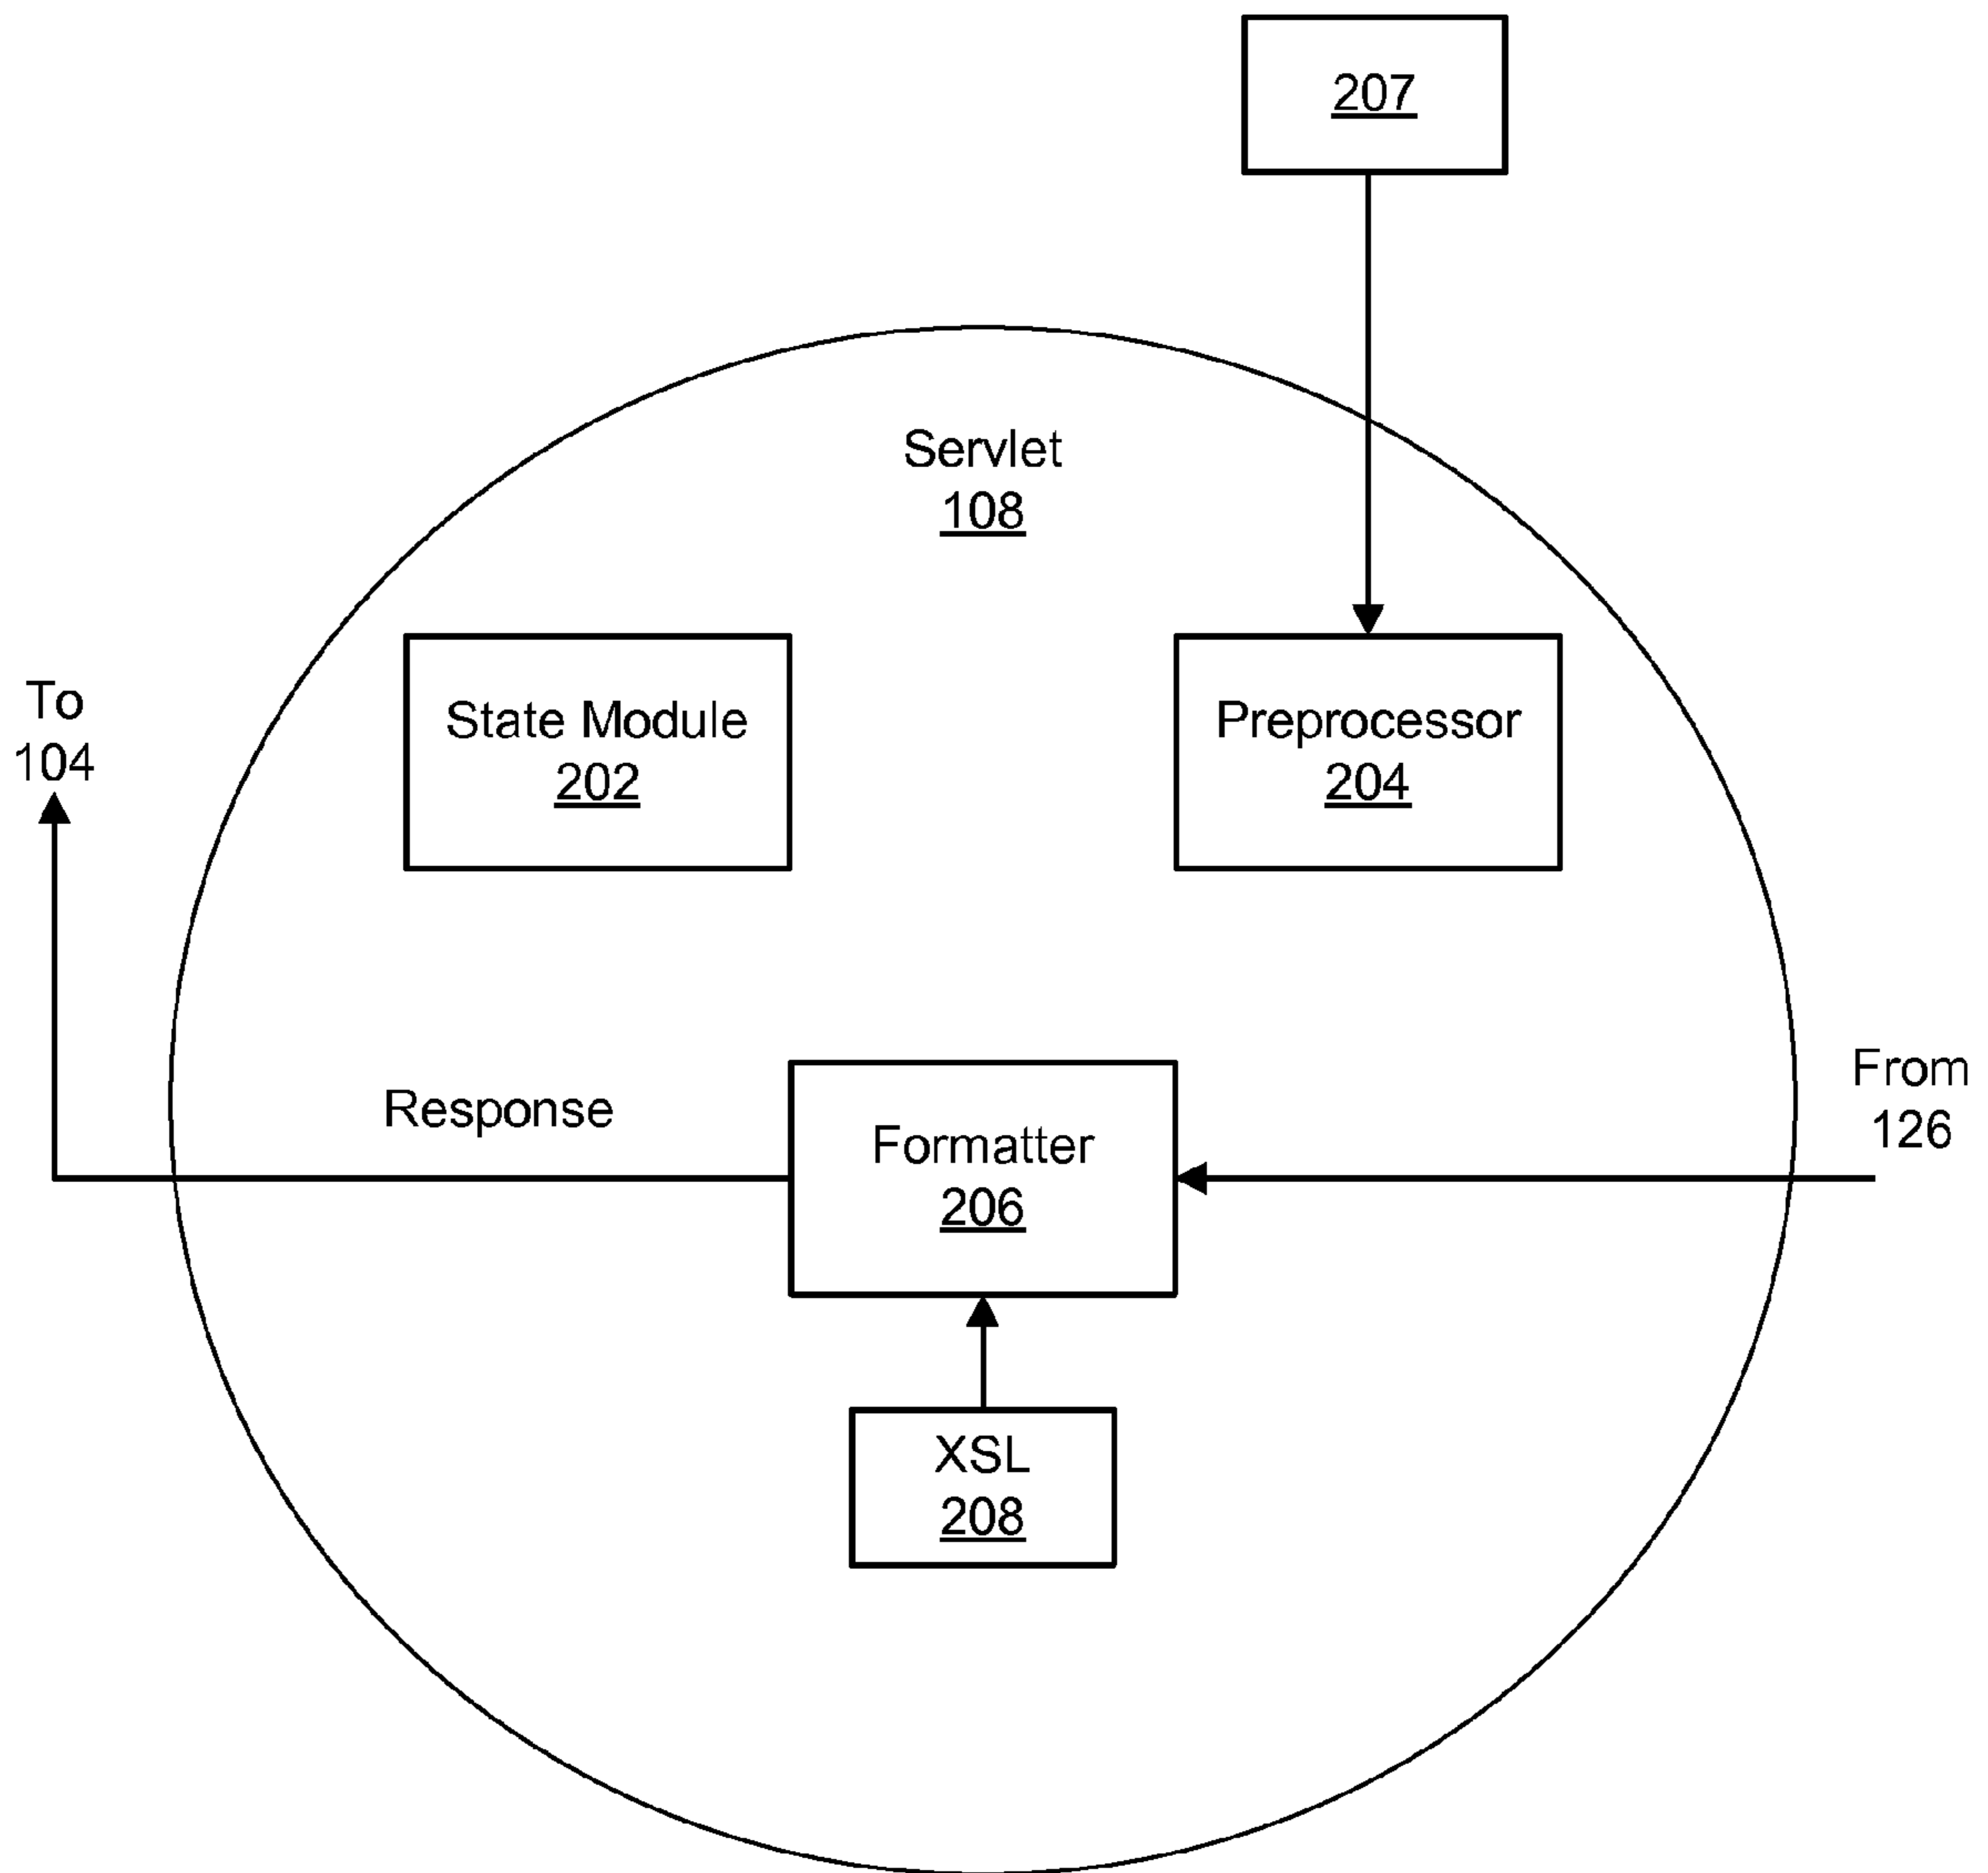 207
Servlet
108
To
104
State Module
202
Preprocessor
204
Response
Formatter
206
From
126
XSL
208